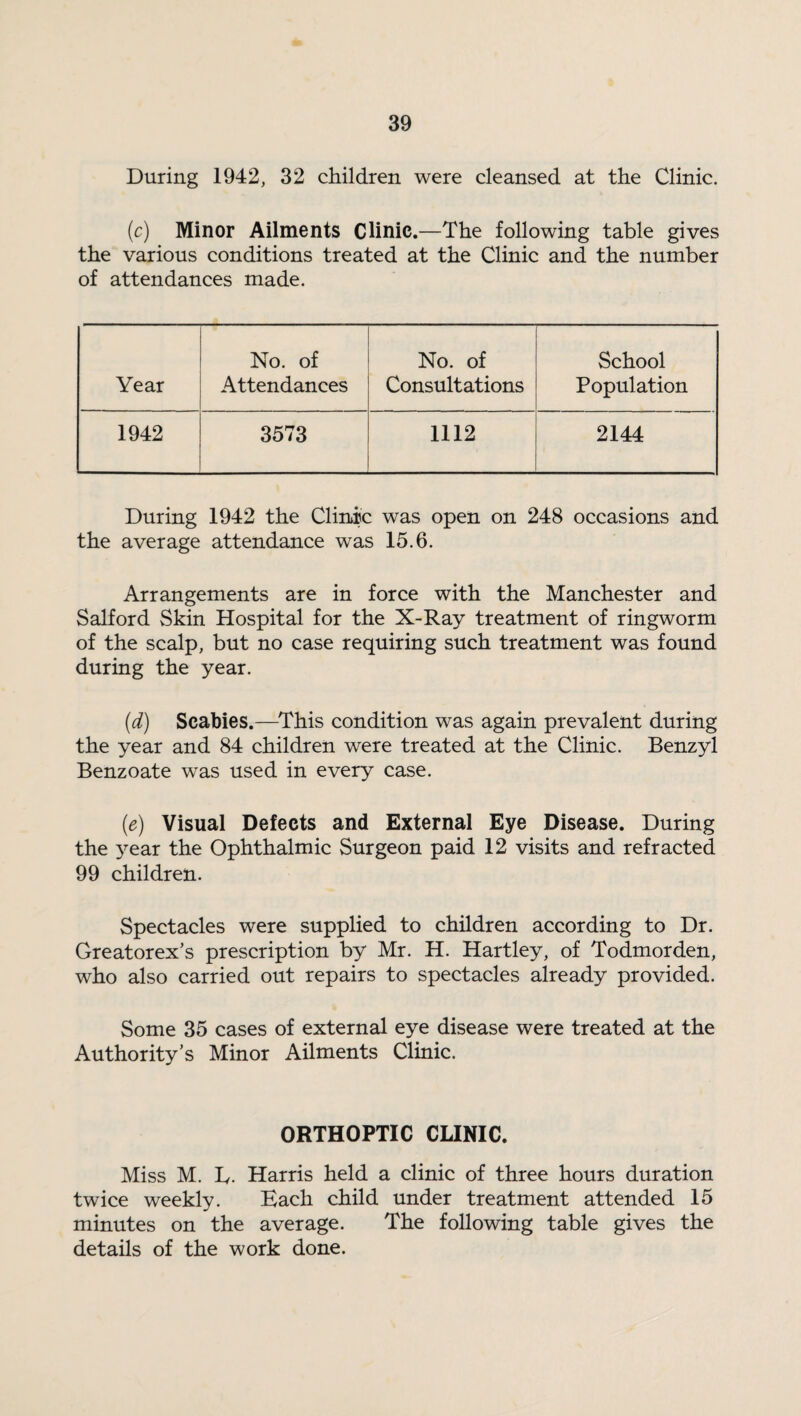 39
During 1942, 32 children were cleansed at the Clinic.
(c) Minor Ailments Clinic.—The following table gives
the various conditions treated at the Clinic and the number
of attendances made.
Year | No. of Attendances | No. of Consultations | School Population
1942 | 3573 | 1112 | 2144
During 1942 the Clinic was open on 248 occasions and
the average attendance was 15.6.
Arrangements are in force with the Manchester and
Salford Skin Hospital for the X-Ray treatment of ringworm
of the scalp, but no case requiring such treatment was found
during the year.
(d) Scabies.—This condition was again prevalent during
the year and 84 children were treated at the Clinic. Benzyl
Benzoate was used in every case.
(e) Visual Defects and External Eye Disease. During
the year the Ophthalmic Surgeon paid 12 visits and refracted
99 children.
Spectacles were supplied to children according to Dr.
Greatorex's prescription by Mr. H. Hartley, of Todmorden,
who also carried out repairs to spectacles already provided.
Some 35 cases of external eye disease were treated at the
Authority's Minor Ailments Clinic.
ORTHOPTIC CLINIC.
Miss M. L. Harris held a clinic of three hours duration
twice weekly. Each child under treatment attended 15
minutes on the average. The following table gives the
details of the work done.